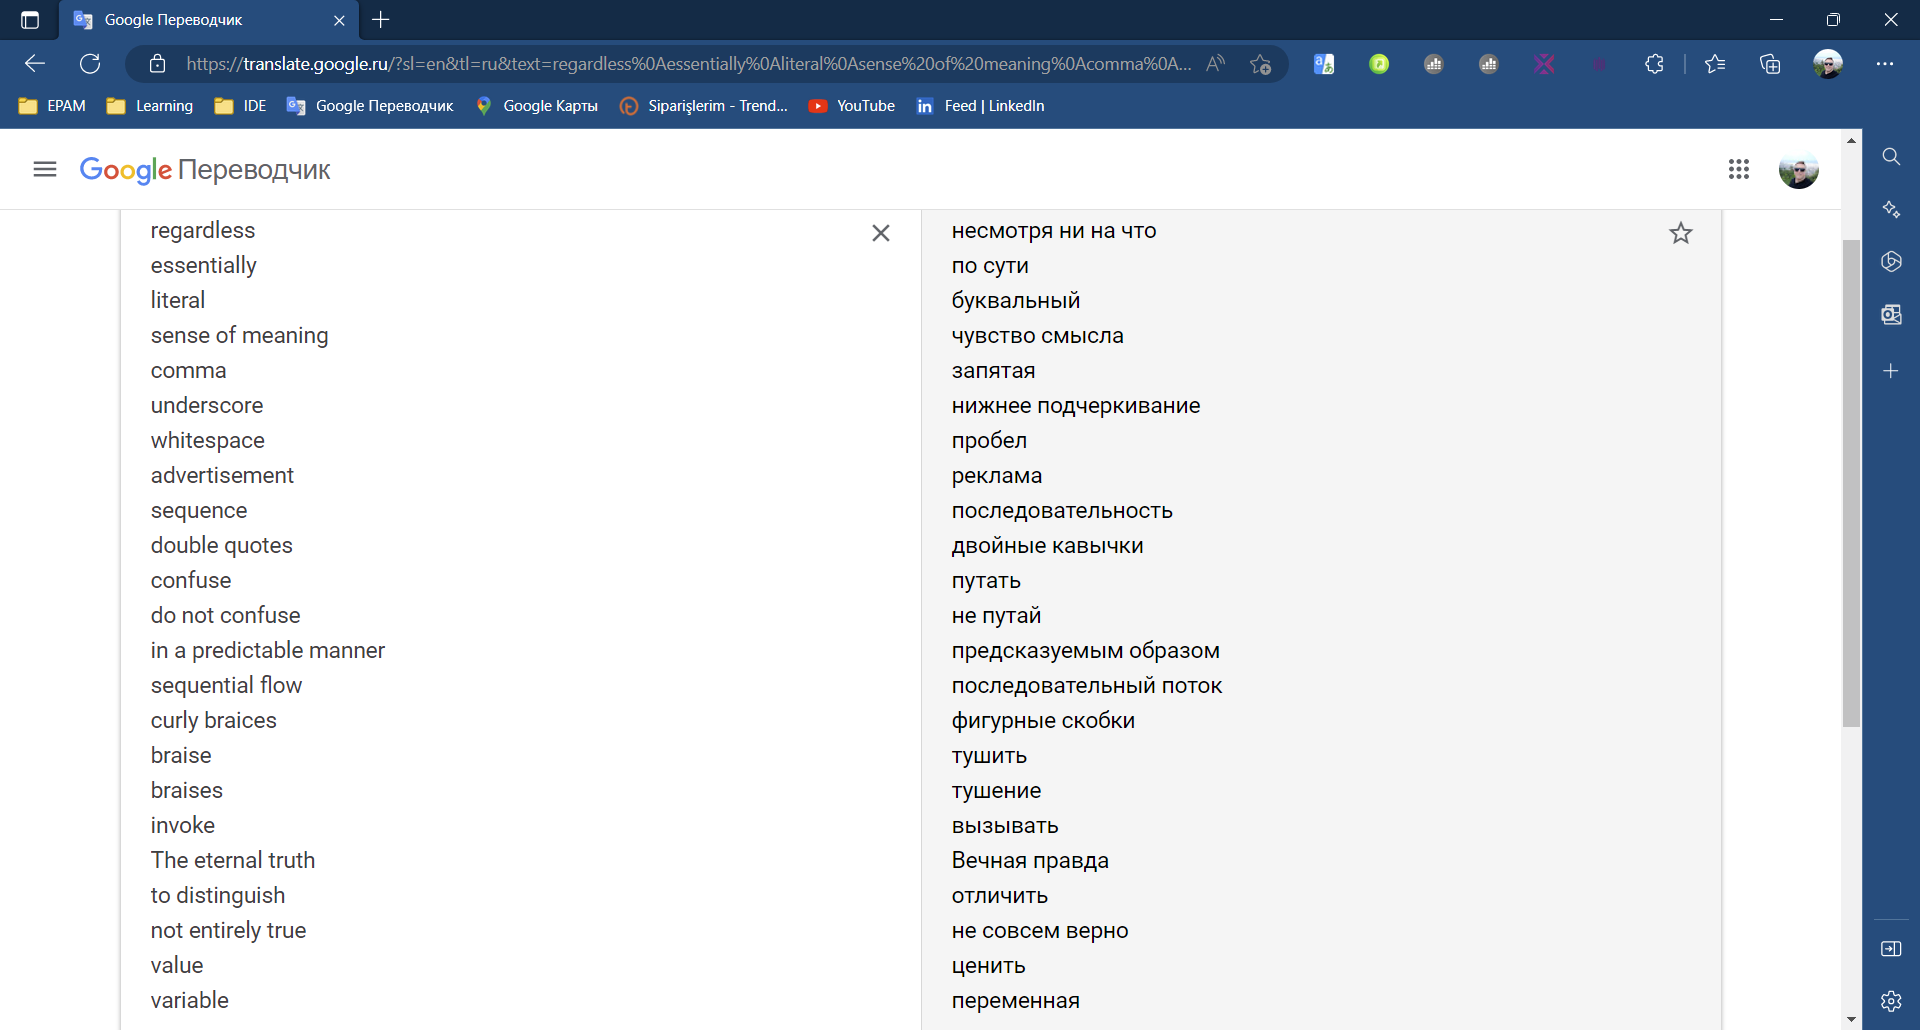 Google Переводчик
https://translate.google.ru/?sl=en&tl=ru&text=regardless%0Aessentially%0Aliteral%0Asense%20of%20meaning%0Acomma%0A...
EPAM Learning IDE Google Переводчик Google Карты Siparişlerim - Trend... YouTube Feed | LinkedIn
Google Переводчик
regardless
essentially
literal
sense of meaning
comma
underscore
whitespace
advertisement
sequence
double quotes
confuse
do not confuse
in a predictable manner
sequential flow
curly braices
braise
braises
invoke
The eternal truth
to distinguish
not entirely true
value
variable
несмотря ни на что
по сути
буквальный
чувство смысла
запятая
нижнее подчеркивание
пробел
реклама
последовательность
двойные кавычки
путать
не путай
предсказуемым образом
последовательный поток
фигурные скобки
тушить
тушение
вызывать
Вечная правда
отличить
не совсем верно
ценить
переменная